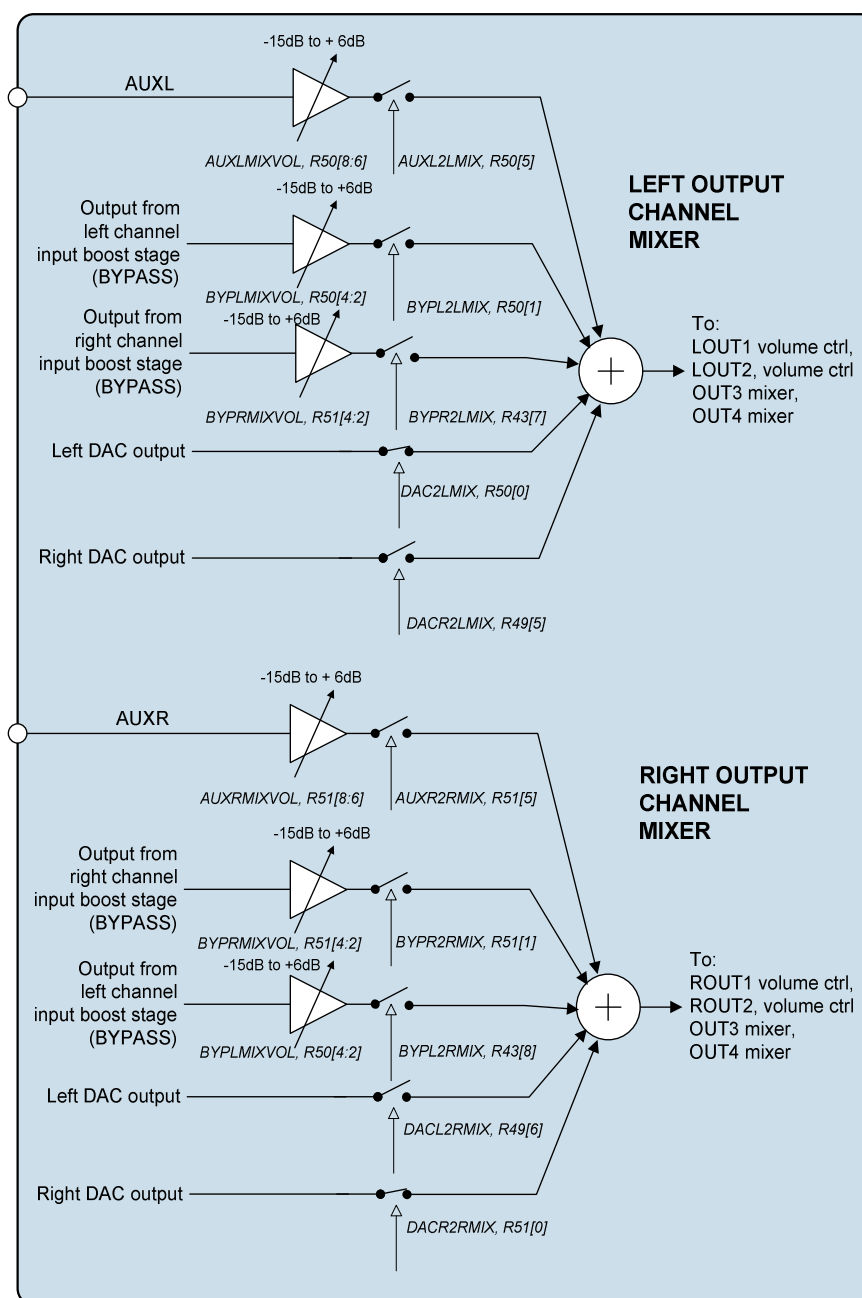 -15dB to + 6dB
AUXL
AUXLMIXVOL, R50[8:6]
AUXL2LMIX, R50[5]
LEFT OUTPUT
CHANNEL
MIXER
-15dB to +6dB
Output from
left channel
input boost stage
(BYPASS)
BYPLMIXVOL, R50[4:2]
BYPL2LMIX, R50[1]
-15dB to +6dB
Output from
right channel
input boost stage
(BYPASS)
BYPRMIXVOL, R51[4:2]
BYPR2LMIX, R43[7]
+
To:
LOUT1 volume ctrl,
LOUT2, volume ctrl
OUT3 mixer,
OUT4 mixer
Left DAC output
DAC2LMIX, R50[0]
Right DAC output
DACR2LMIX, R49[5]
-15dB to + 6dB
AUXR
AUXRMIXVOL, R51[8:6]
AUXR2RMIX, R51[5]
RIGHT OUTPUT
CHANNEL
MIXER
-15dB to +6dB
Output from
right channel
input boost stage
(BYPASS)
BYPRMIXVOL, R51[4:2]
BYPR2RMIX, R51[1]
-15dB to +6dB
Output from
left channel
input boost stage
(BYPASS)
BYPLMIXVOL, R50[4:2]
BYPL2RMIX, R43[8]
+
To:
ROUT1 volume ctrl,
ROUT2, volume ctrl
OUT3 mixer,
OUT4 mixer
Left DAC output
DACL2RMIX, R49[6]
Right DAC output
DACR2RMIX, R51[0]